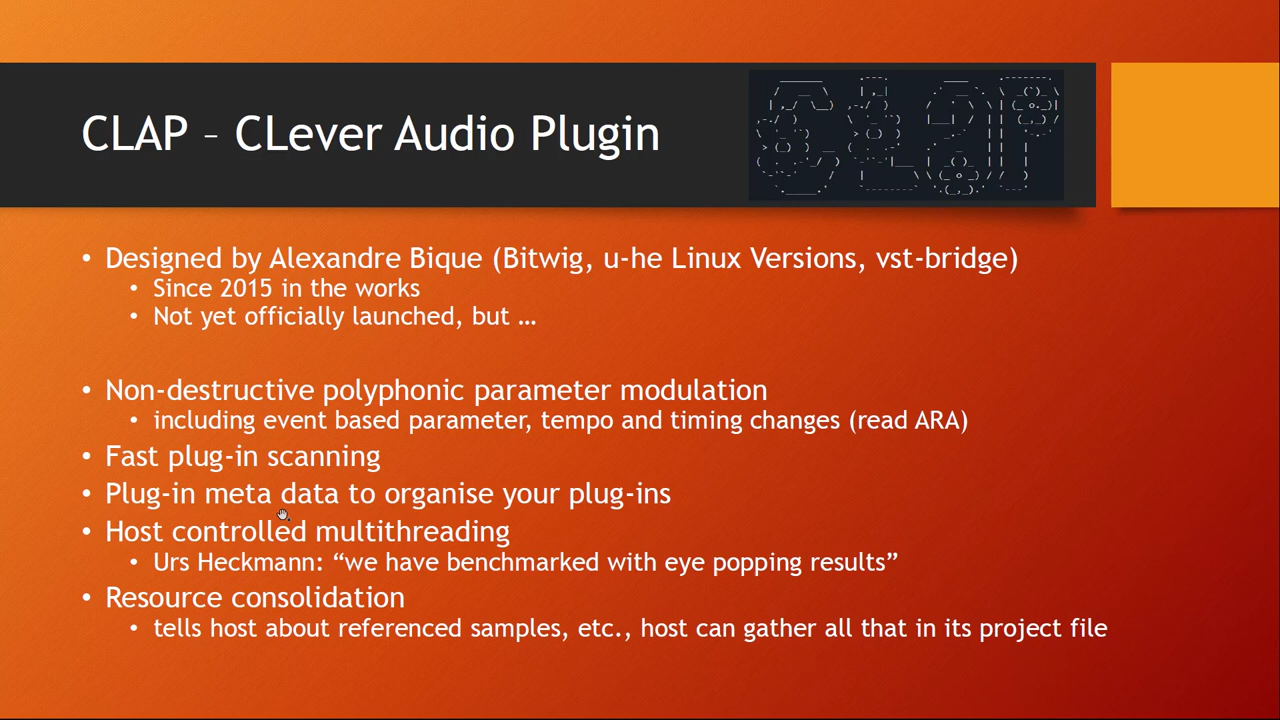 CLAP – CLever Audio Plugin
• Designed by Alexandre Bique (Bitwig, u-he Linux Versions, vst-bridge)
• Since 2015 in the works
• Not yet officially launched, but …
• Non-destructive polyphonic parameter modulation
• including event based parameter, tempo and timing changes (read ARA)
• Fast plug-in scanning
• Plug-in meta data to organise your plug-ins
• Host controlled multithreading
• Urs Heckmann: “we have benchmarked with eye popping results”
• Resource consolidation
• tells host about referenced samples, etc., host can gather all that in its project file